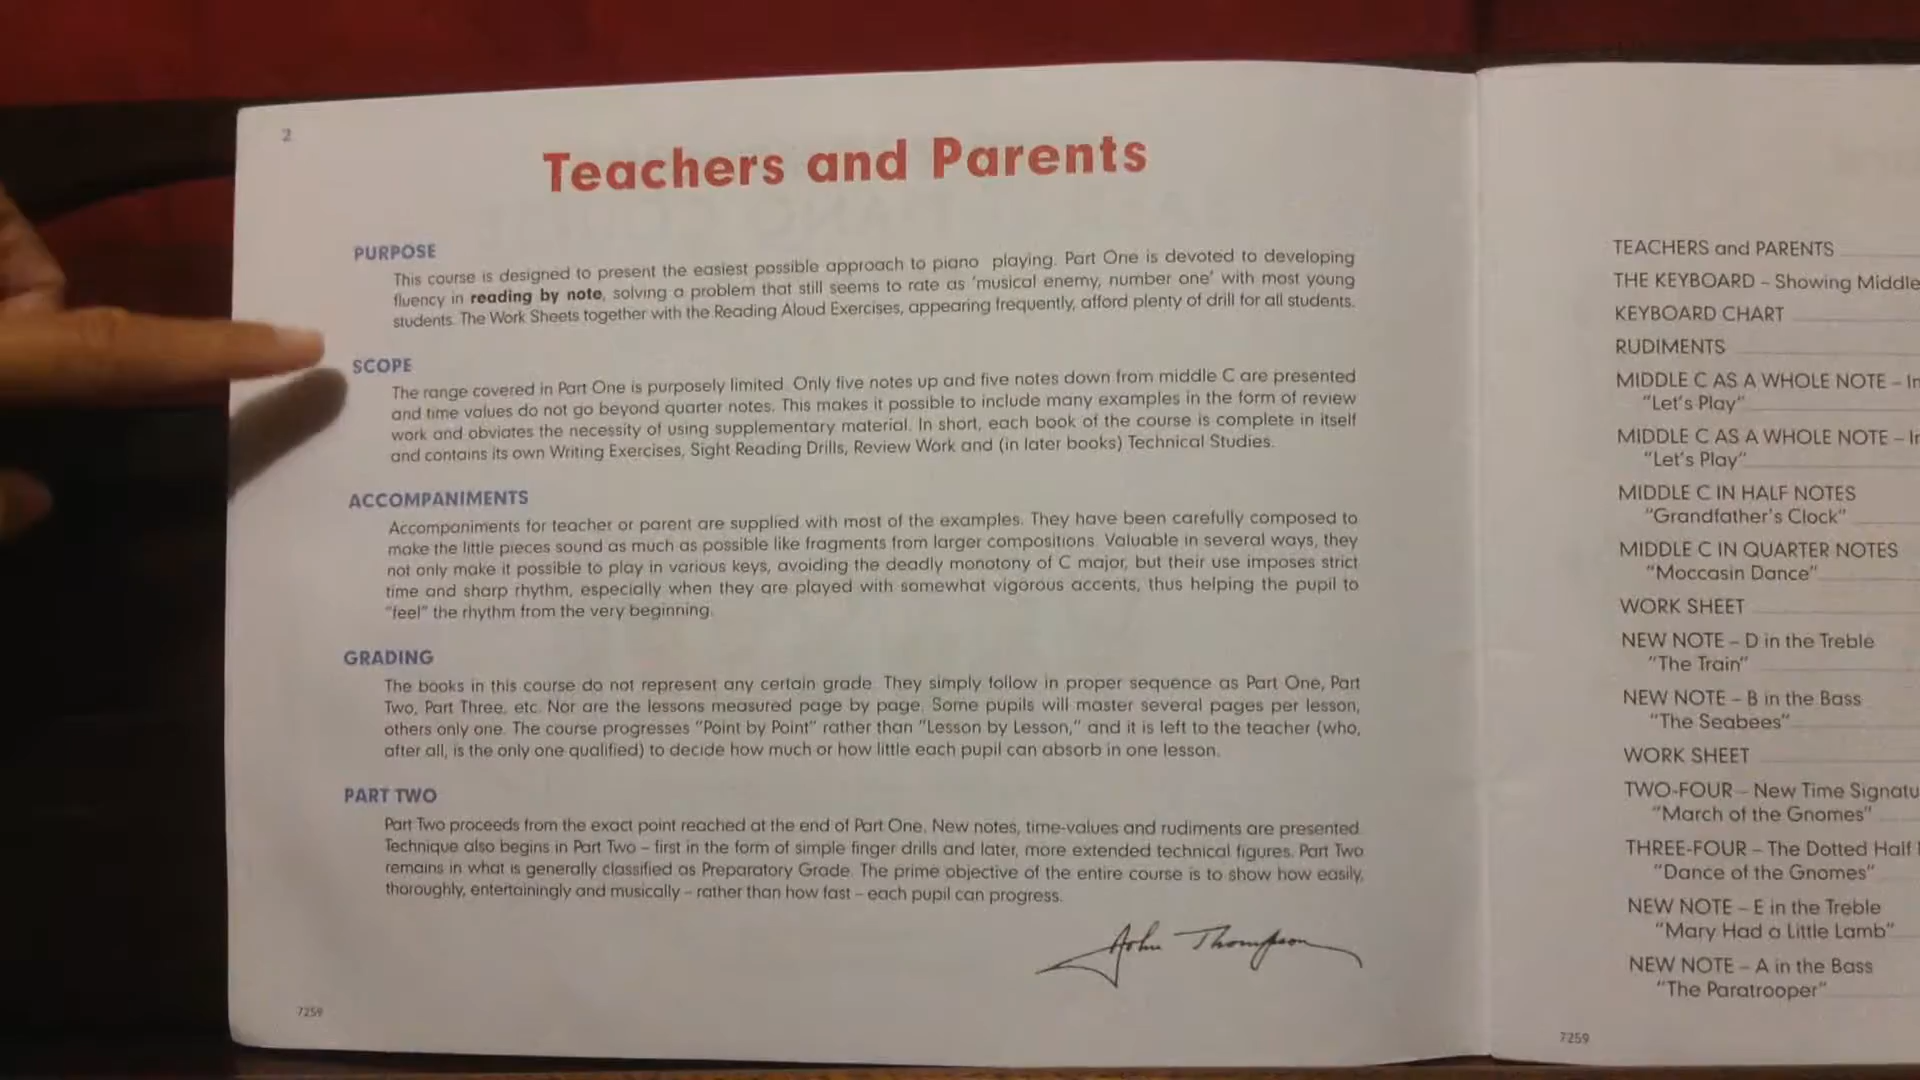 2
Teachers and Parents
PURPOSE
This course is designed to present the easiest possible approach to piano playing. Part One is devoted to developing
fluency in reading by note, solving a problem that still seems to rate as 'musical enemy, number one' with most young
students. The Work Sheets together with the Reading Aloud Exercises, appearing frequently, afford plenty of drill for all students.
SCOPE
The range covered in Part One is purposely limited. Only five notes up and five notes down from middle C are presented
and time values do not go beyond quarter notes. This makes it possible to include many examples in the form of review
work and obviates the necessity of using supplementary material. In short, each book of the course is complete in itself
and contains its own Writing Exercises, Sight Reading Drills, Review Work and (in later books) Technical Studies.
ACCOMPANIMENTS
Accompaniments for teacher or parent are supplied with most of the examples. They have been carefully composed to
make the little pieces sound as much as possible like fragments from larger compositions. Valuable in several ways, they
not only make it possible to play in various keys, avoiding the deadly monotony of C major, but their use imposes strict
time and sharp rhythm, especially when they are played with somewhat vigorous accents, thus helping the pupil to
"feel" the rhythm from the very beginning.
GRADING
The books in this course do not represent any certain grade. They simply follow in proper sequence as Part One, Part
Two, Part Three, etc. Nor are the lessons measured page by page. Some pupils will master several pages per lesson,
others only one. The course progresses "Point by Point" rather than "Lesson by Lesson," and it is left to the teacher (who,
after all, is the only one qualified) to decide how much or how little each pupil can absorb in one lesson.
PART TWO
Part Two proceeds from the exact point reached at the end of Part One. New notes, time-values and rudiments are presented.
Technique also begins in Part Two – first in the form of simple finger drills and later, more extended technical figures. Part Two
remains in what is generally classified as Preparatory Grade. The prime objective of the entire course is to show how easily,
thoroughly, entertainingly and musically – rather than how fast – each pupil can progress.
John Thompson
7259
TEACHERS and PARENTS
THE KEYBOARD – Showing Middle
KEYBOARD CHART
RUDIMENTS
MIDDLE C AS A WHOLE NOTE – In
"Let's Play"
MIDDLE C AS A WHOLE NOTE – In
"Let's Play"
MIDDLE C IN HALF NOTES
"Grandfather's Clock"
MIDDLE C IN QUARTER NOTES
"Moccasin Dance"
WORK SHEET
NEW NOTE – D in the Treble
"The Train"
NEW NOTE – B in the Bass
"The Seabees"
WORK SHEET
TWO-FOUR – New Time Signatu
"March of the Gnomes"
THREE-FOUR – The Dotted Half
"Dance of the Gnomes"
NEW NOTE – E in the Treble
"Mary Had a Little Lamb"
NEW NOTE – A in the Bass
"The Paratrooper"
7259